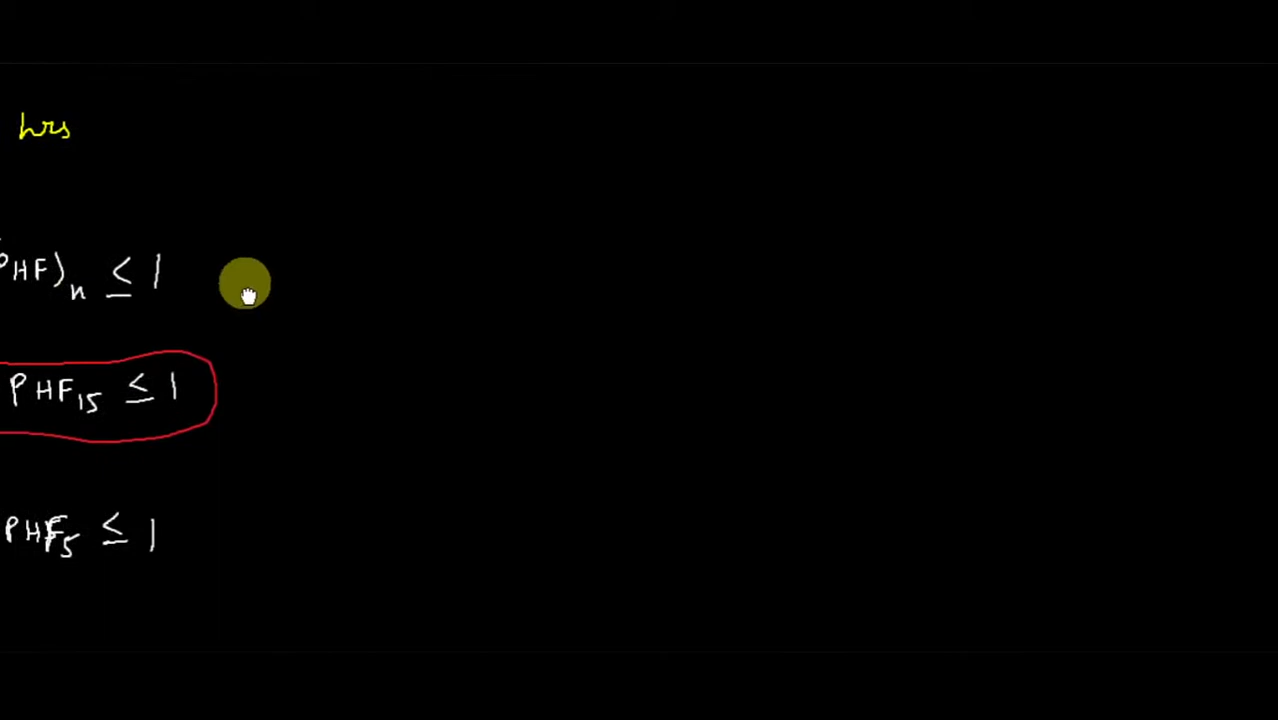 hrs
PHF)n ≤ 1
PHF15 ≤ 1
PHF5 ≤ 1